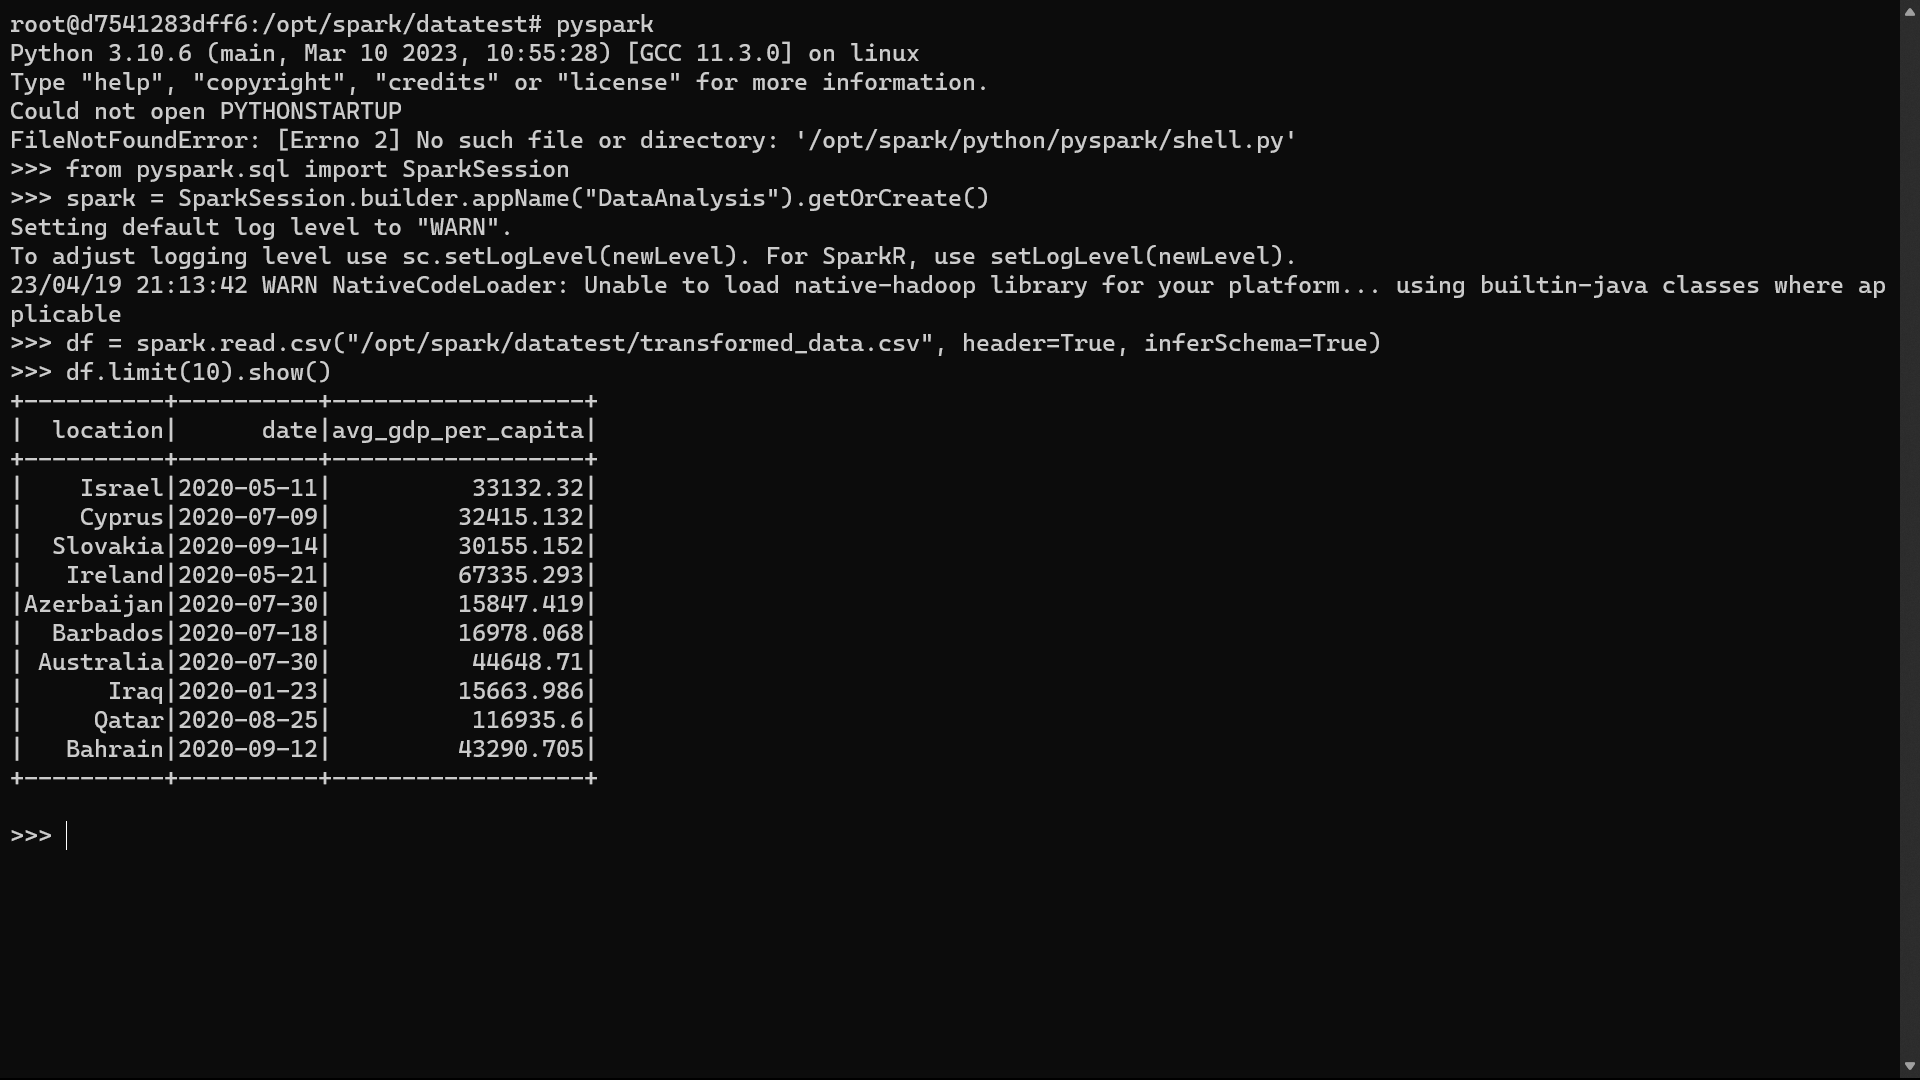 root@d7541283dff6:/opt/spark/datatest# pyspark
Python 3.10.6 (main, Mar 10 2023, 10:55:28) [GCC 11.3.0] on linux
Type "help", "copyright", "credits" or "license" for more information.
Could not open PYTHONSTARTUP
FileNotFoundError: [Errno 2] No such file or directory: '/opt/spark/python/pyspark/shell.py'
>>> from pyspark.sql import SparkSession
>>> spark = SparkSession.builder.appName("DataAnalysis").getOrCreate()
Setting default log level to "WARN".
To adjust logging level use sc.setLogLevel(newLevel). For SparkR, use setLogLevel(newLevel).
23/04/19 21:13:42 WARN NativeCodeLoader: Unable to load native-hadoop library for your platform... using builtin-java classes where ap
plicable
>>> df = spark.read.csv("/opt/spark/datatest/transformed_data.csv", header=True, inferSchema=True)
>>> df.limit(10).show()
+----------+----------+------------------+
|  location|      date|avg_gdp_per_capita|
+----------+----------+------------------+
|    Israel|2020-05-11|          33132.32|
|    Cyprus|2020-07-09|         32415.132|
|  Slovakia|2020-09-14|         30155.152|
|   Ireland|2020-05-21|         67335.293|
|Azerbaijan|2020-07-30|         15847.419|
|  Barbados|2020-07-18|         16978.068|
| Australia|2020-07-30|          44648.71|
|      Iraq|2020-01-23|         15663.986|
|     Qatar|2020-08-25|          116935.6|
|   Bahrain|2020-09-12|         43290.705|
+----------+----------+------------------+
>>>